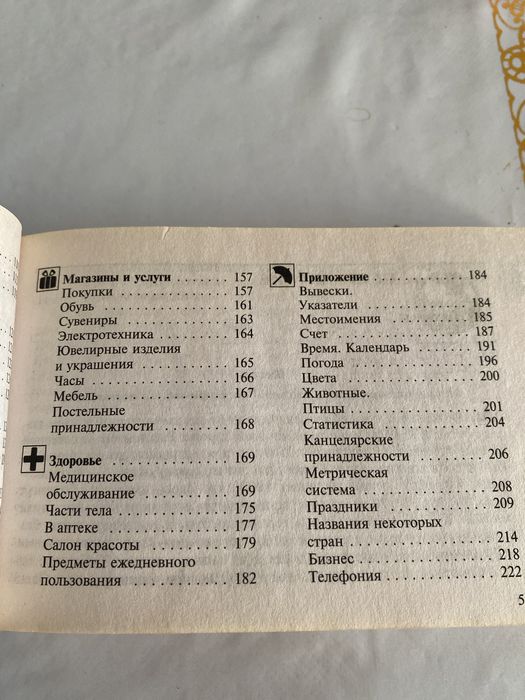 Магазины и услуги ....... 157
Покупки .............. 157
Обувь ................ 161
Сувениры ............. 163
Электротехника ........ 164
Ювелирные изделия
и украшения ........... 165
Часы ................. 166
Мебель ............... 167
Постельные
принадлежности ........ 168
Здоровье ............... 169
Медицинское
обслуживание .......... 169
Части тела ............ 175
В аптеке .............. 177
Салон красоты ......... 179
Предметы ежедневного
пользования ........... 182
Приложение ............. 184
Вывески.
Указатели ............. 184
Местоимения ........... 185
Счет .................. 187
Время. Календарь ....... 191
Погода ................ 196
Цвета ................. 200
Животные.
Птицы ................. 201
Статистика ............ 204
Канцелярские
принадлежности ........ 206
Метрическая
система ............... 208
Праздники ............. 209
Названия некоторых
стран ................. 214
Бизнес ................ 218
Телефония ............. 222
5